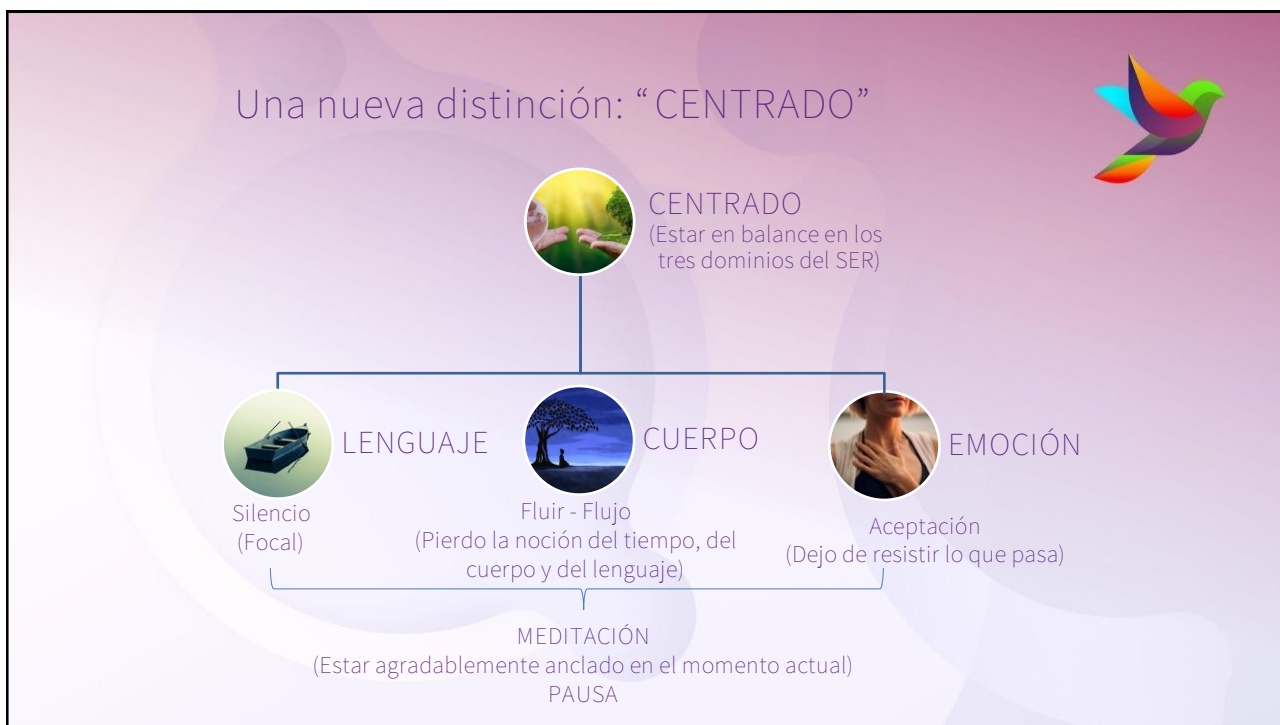 Una nueva distinción: “CENTRADO”
CENTRADO
(Estar en balance en los
tres dominios del SER)
LENGUAJE
Silencio
(Focal)
CUERPO
Fluir - Flujo
(Pierdo la noción del tiempo, del
cuerpo y del lenguaje)
EMOCIÓN
Aceptación
(Dejo de resistir lo que pasa)
MEDITACIÓN
(Estar agradablemente anclado en el momento actual)
PAUSA